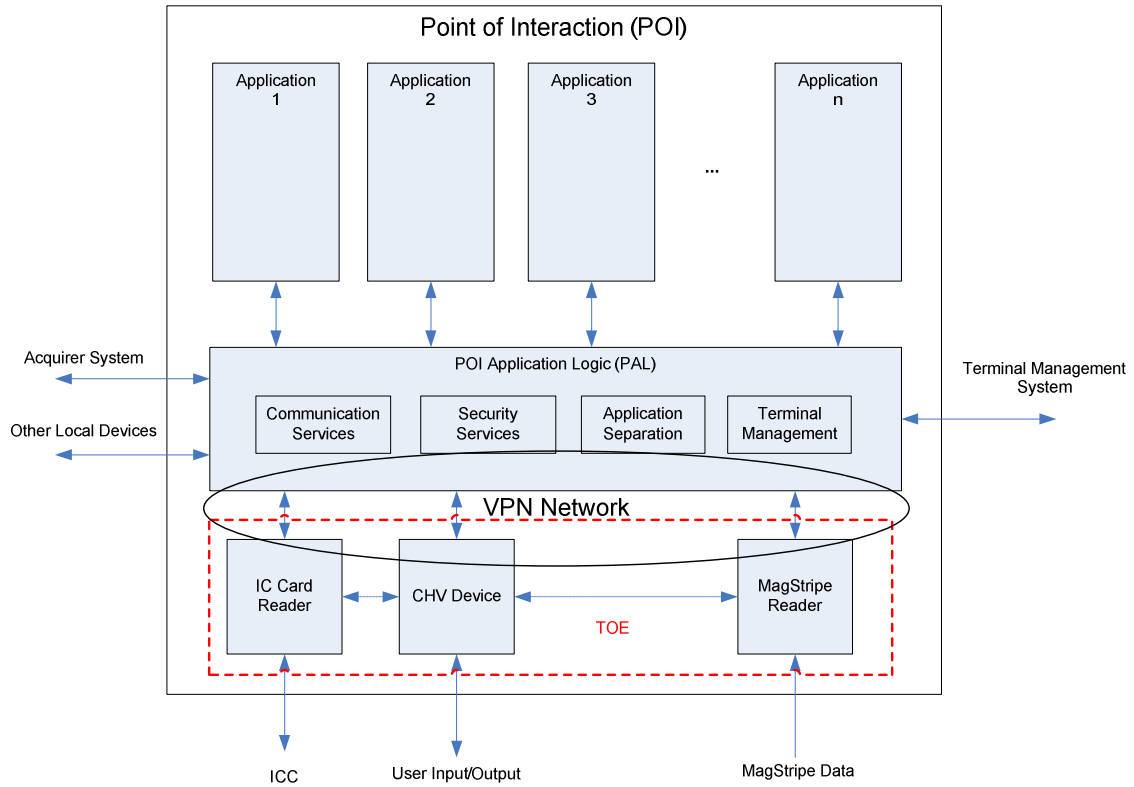 Point of Interaction (POI)
Application
1
Application
2
Application
3
...
Application
n
Acquirer System
Other Local Devices
POI Application Logic (PAL)
Communication
Services
Security
Services
Application
Separation
Terminal
Management
Terminal Management
System
VPN Network
IC Card
Reader
CHV Device
MagStripe
Reader
TOE
ICC
User Input/Output
MagStripe Data